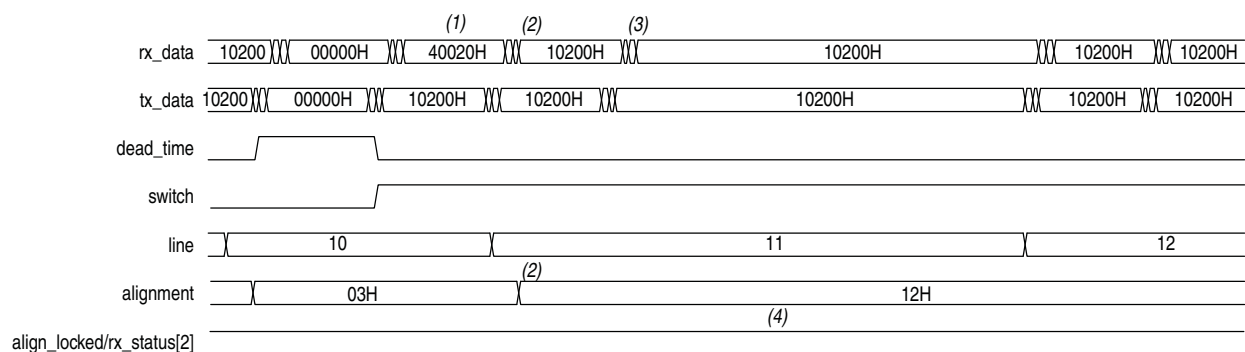 (1) (2) (3)
rx_data 10200 00000H 40020H 10200H 10200H 10200H 10200H
tx_data 10200 00000H 10200H 10200H 10200H 10200H 10200H
dead_time
switch
line 10 11 12
(2)
alignment 03H 12H
(4)
align_locked/rx_status[2]